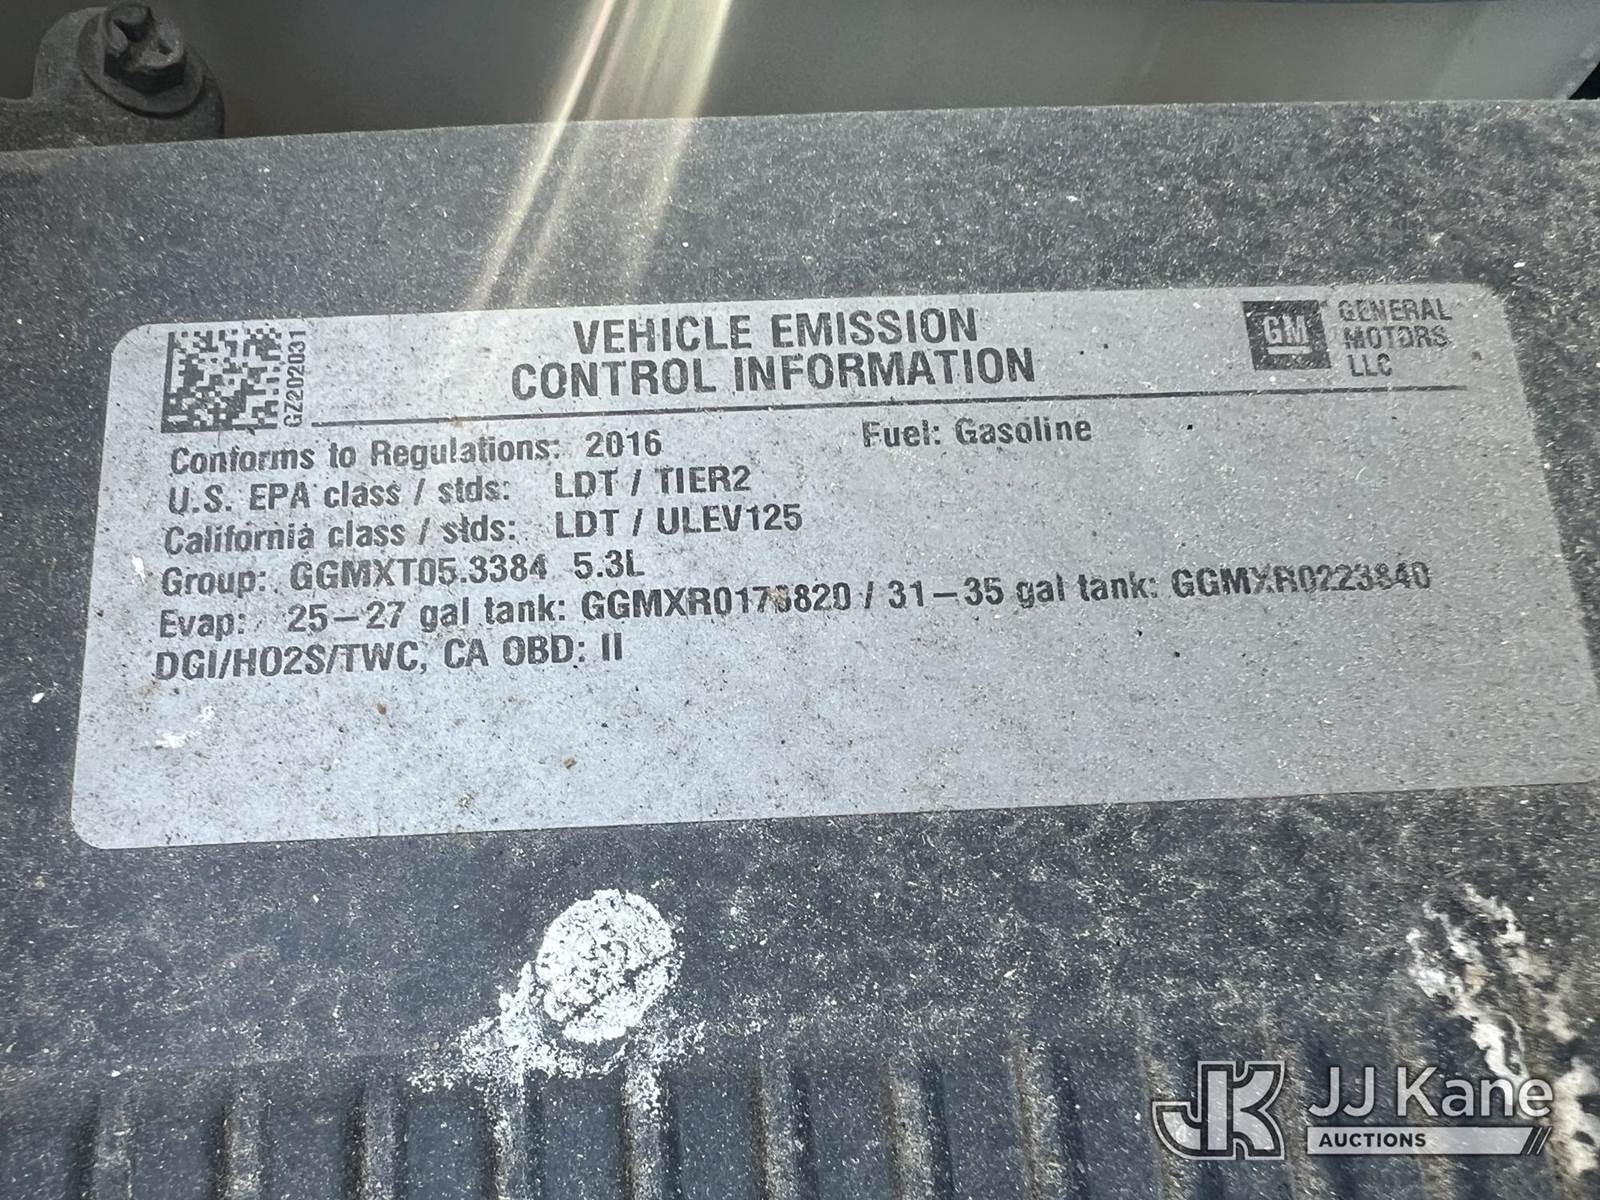 GZ202031
VEHICLE EMISSION
CONTROL INFORMATION
GM
GENERAL
MOTORS
LLC
Conforms to Regulations: 2016
Fuel: Gasoline
U.S. EPA class / stds: LDT / TIER2
California class / stds: LDT / ULEV125
Group: GGMXT05.3384 5.3L
Evap: 25-27 gal tank: GGMXR0176820 / 31-35 gal tank: GGMXR0223840
DGI/HO2S/TWC, CA OBD: II
JK
JJ Kane
AUCTIONS